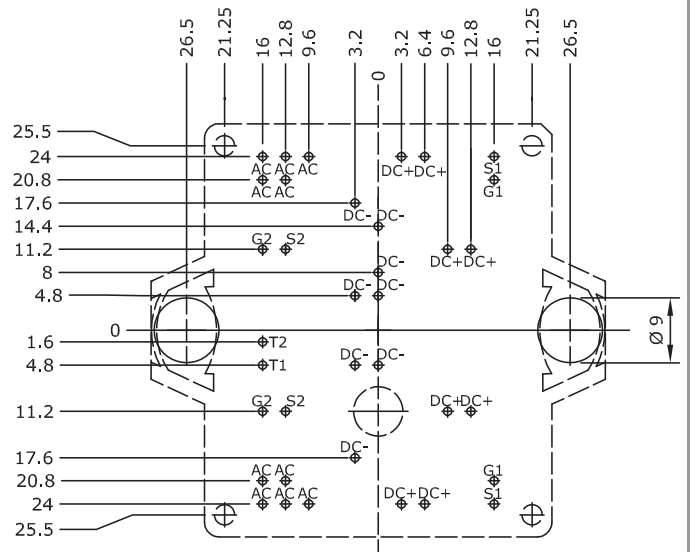 26.5 21.25 16 12.8 9.6 3.2 0 3.2 6.4 9.6 12.8 16 21.25 26.5
25.5
24
AC AC AC DC+ DC+ S1
20.8
AC AC G1
17.6
DC- DC-
14.4
G2 S2
11.2
DC+ DC+
DC-
8
DC- DC-
4.8
0
Ø 9
1.6 T2
4.8 T1 DC- DC-
G2 S2 DC+ DC+
11.2
DC-
17.6
AC AC G1
20.8
AC AC AC DC+ DC+ S1
24
25.5